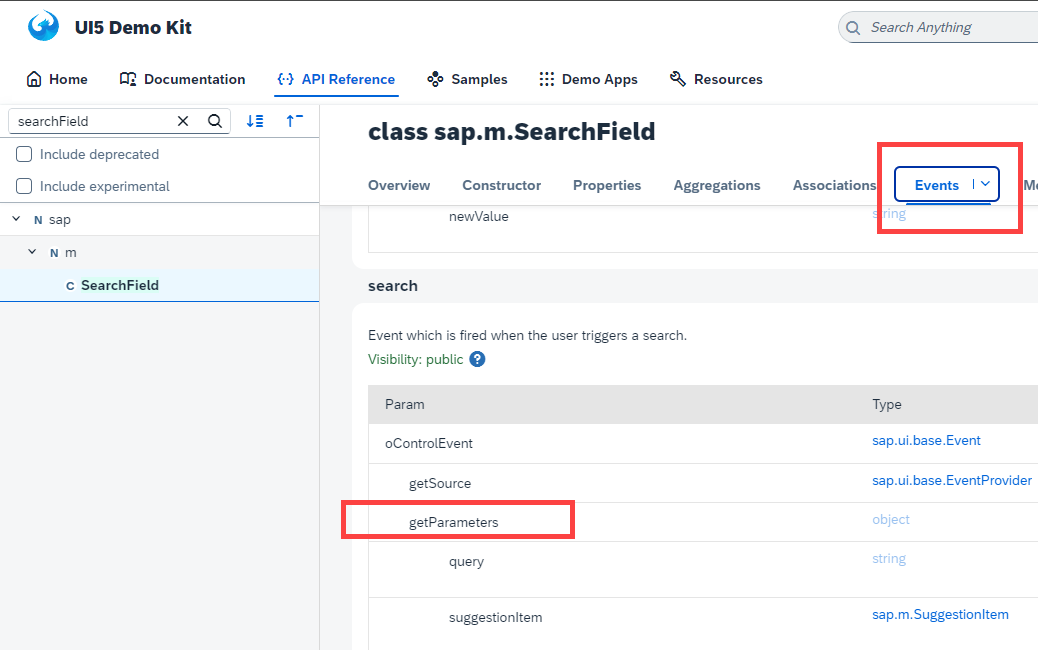 UI5 Demo Kit
Search Anything
Home Documentation API Reference Samples Demo Apps Resources
searchField
Include deprecated
Include experimental
N sap
N m
C SearchField
class sap.m.SearchField
Overview Constructor Properties Aggregations Associations Events Me
newValue string
search
Event which is fired when the user triggers a search.
Visibility: public ?
Param Type
oControlEvent sap.ui.base.Event
getSource sap.ui.base.EventProvider
getParameters object
query string
suggestionItem sap.m.SuggestionItem